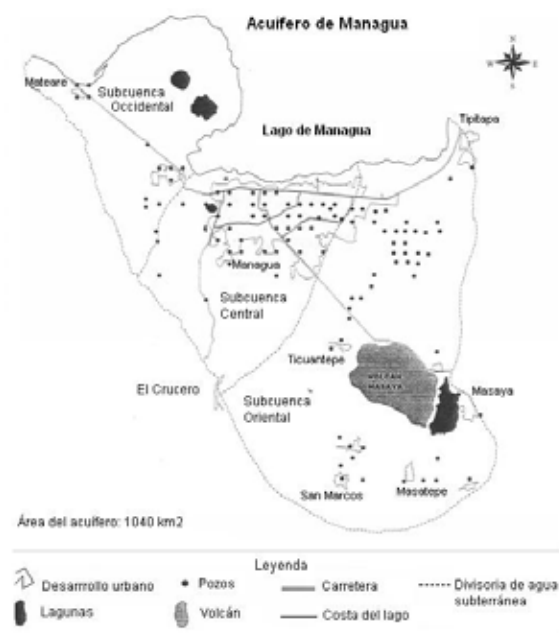 Acuífero de Managua
N
W
E
S
Mateare
Subcuenca
Occidental
Lago de Managua
Tipitapa
Managua
Subcuenca
Central
Ticuantepe
VOLCAN
MASAYA
El Crucero
Subcuenca
Oriental
Masaya
San Marcos
Masatepe
Área del acuífero: 1040 km2
Leyenda
Desarrollo urbano
Pozos
Carretera
Divisoria de agua
subterránea
Lagunas
Volcán
Costa del lago